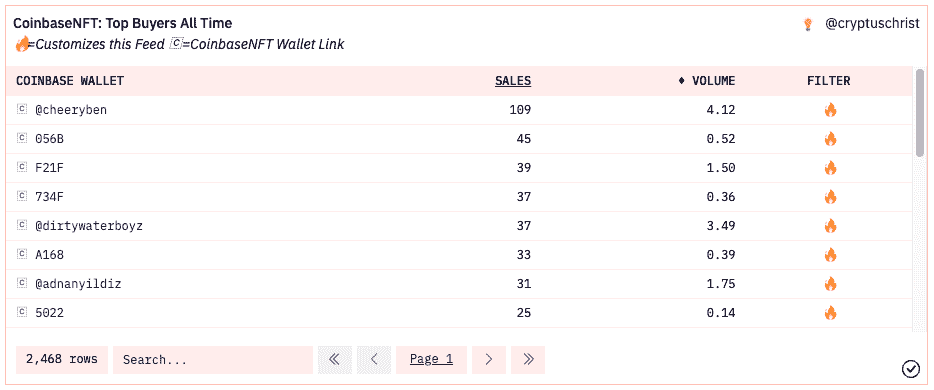 CoinbaseNFT: Top Buyers All Time
@cryptuschrist
🔥=Customizes this Feed 🄲=CoinbaseNFT Wallet Link
COINBASE WALLET SALES ♦ VOLUME FILTER
🄲 @cheeryben 109 4.12 🔥
🄲 056B 45 0.52 🔥
🄲 F21F 39 1.50 🔥
🄲 734F 37 0.36 🔥
🄲 @dirtywaterboyz 37 3.49 🔥
🄲 A168 33 0.39 🔥
🄲 @adnanyildiz 31 1.75 🔥
🄲 5022 25 0.14 🔥
2,468 rows Search... « < Page 1 > »